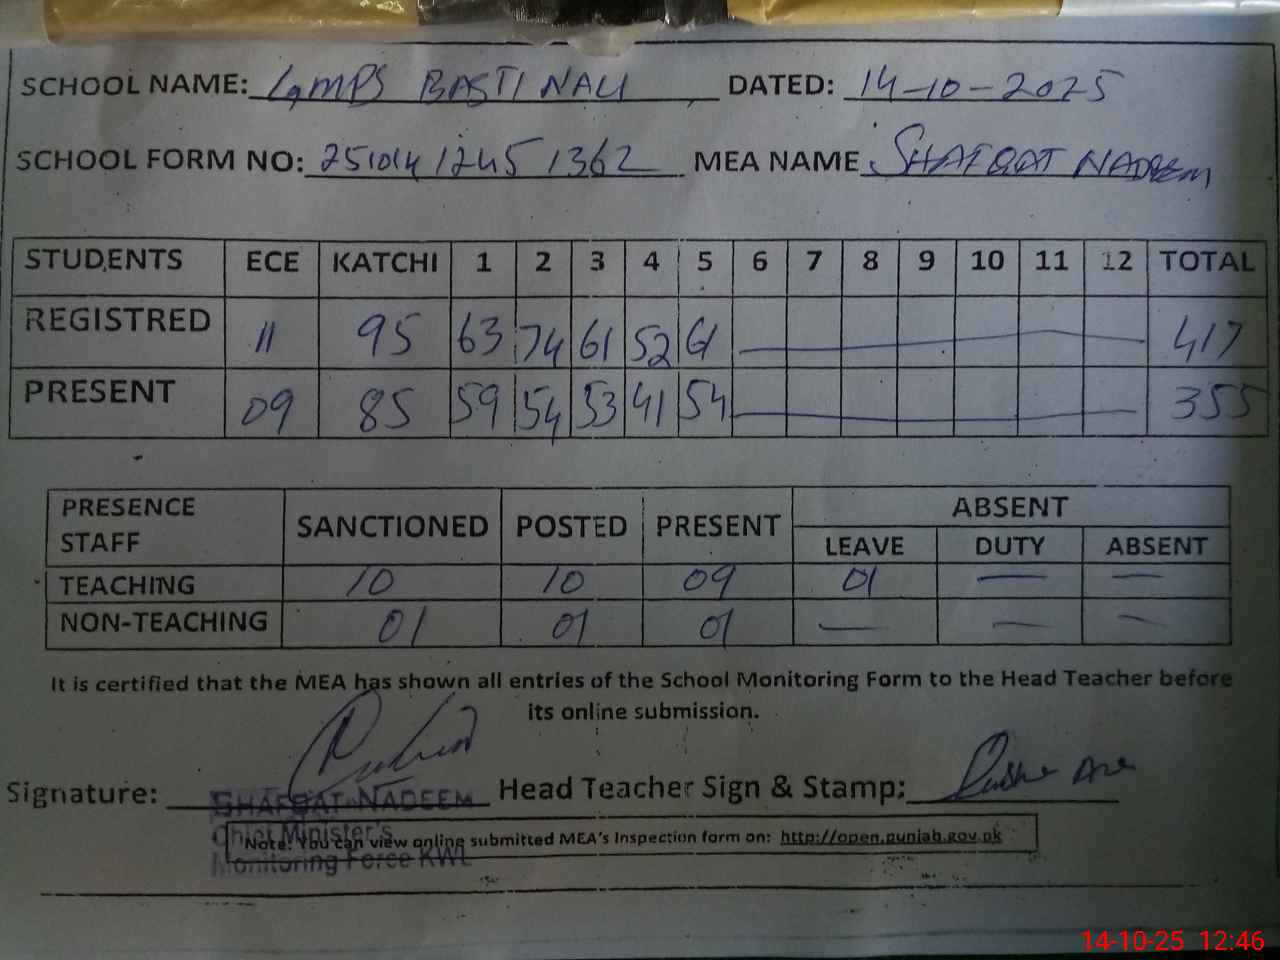 SCHOOL NAME: GMPS BASTI NALI DATED: 14-10-2025
SCHOOL FORM NO: 251014 1245 1362 MEA NAME SHAFQAT NADEEM
STUDENTS ECE KATCHI 1 2 3 4 5 6 7 8 9 10 11 12 TOTAL
REGISTRED 11 95 63 74 61 52 61 417
PRESENT 09 85 59 54 53 41 54 355
PRESENCE STAFF SANCTIONED POSTED PRESENT ABSENT
LEAVE DUTY ABSENT
TEACHING 10 10 09 01 — —
NON-TEACHING 01 01 01 — — —
It is certified that the MEA has shown all entries of the School Monitoring Form to the Head Teacher before
its online submission.
Signature: Head Teacher Sign & Stamp:
SHAFQAT NADEEM
Chief Minister's
Monitoring Force KWL
Note: You can view online submitted MEA's Inspection form on: http://open.punjab.gov.pk
14-10-25 12:46